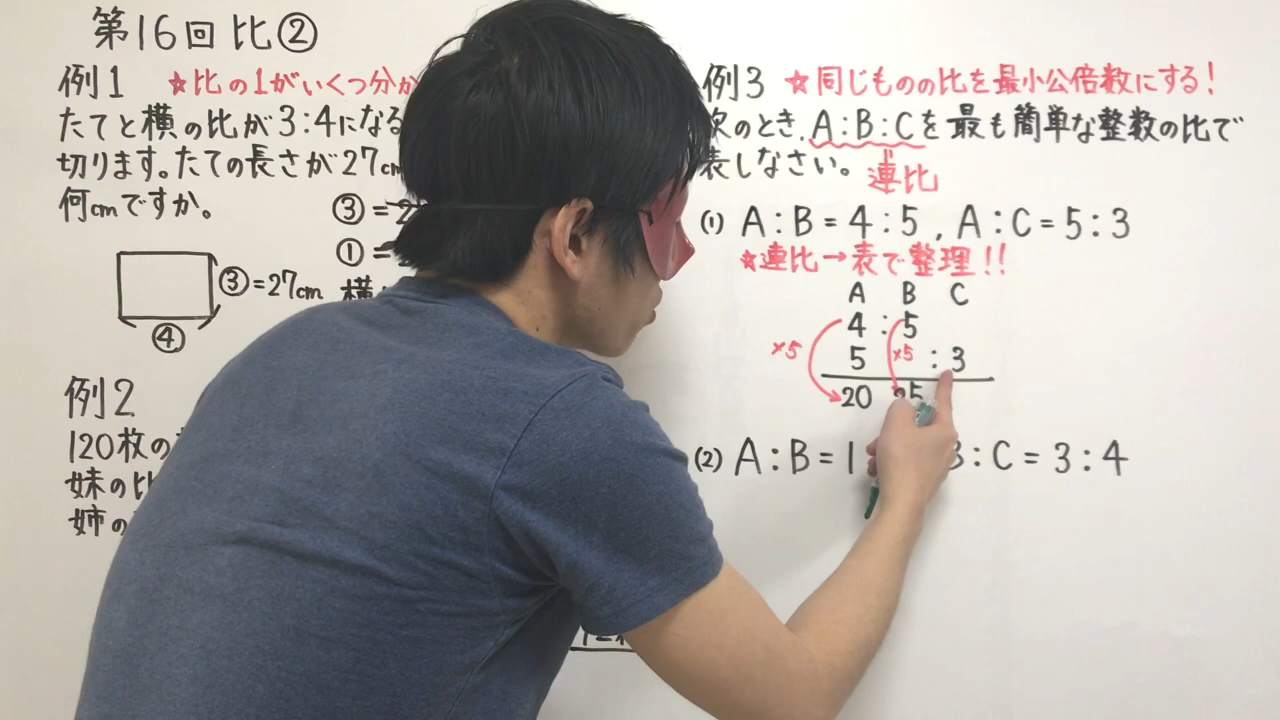 第16回 比②
例1 ☆比の1がいくつ分か
たてと横の比が3:4になる
切ります。たての長さが27cm
何cmですか。
③=2
①=
横
③=27cm
④
例2
120枚の
妹の比
姉の
例3 ☆同じものの比を最小公倍数にする!
次のとき、A:B:Cを最も簡単な整数の比で
表しなさい。
連比
(1) A:B=4:5, A:C=5:3
☆連比→表で整理!!
A B C
4:5
×5 5 ×5 :3
20 25
(2) A:B=1 B:C=3:4